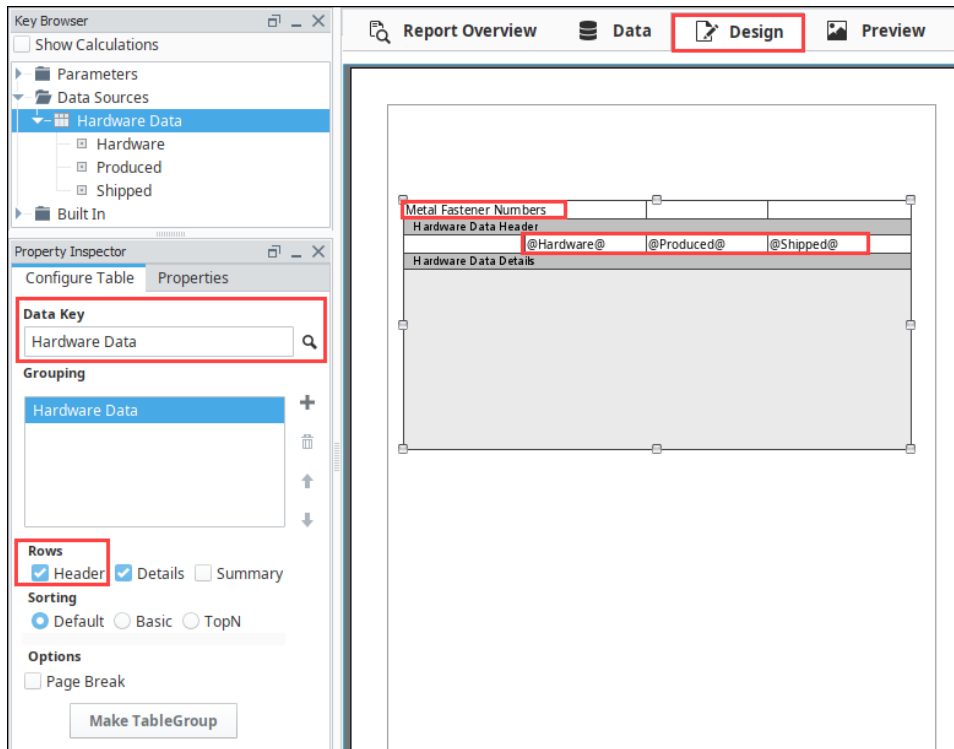 Key Browser
Show Calculations
Parameters
Data Sources
Hardware Data
Hardware
Produced
Shipped
Built In
Property Inspector
Configure Table Properties
Data Key
Hardware Data
Grouping
Hardware Data
Rows
Header Details Summary
Sorting
Default Basic TopN
Options
Page Break
Make TableGroup
Report Overview Data Design Preview
Metal Fastener Numbers
Hardware Data Header
@Hardware@ @Produced@ @Shipped@
Hardware Data Details